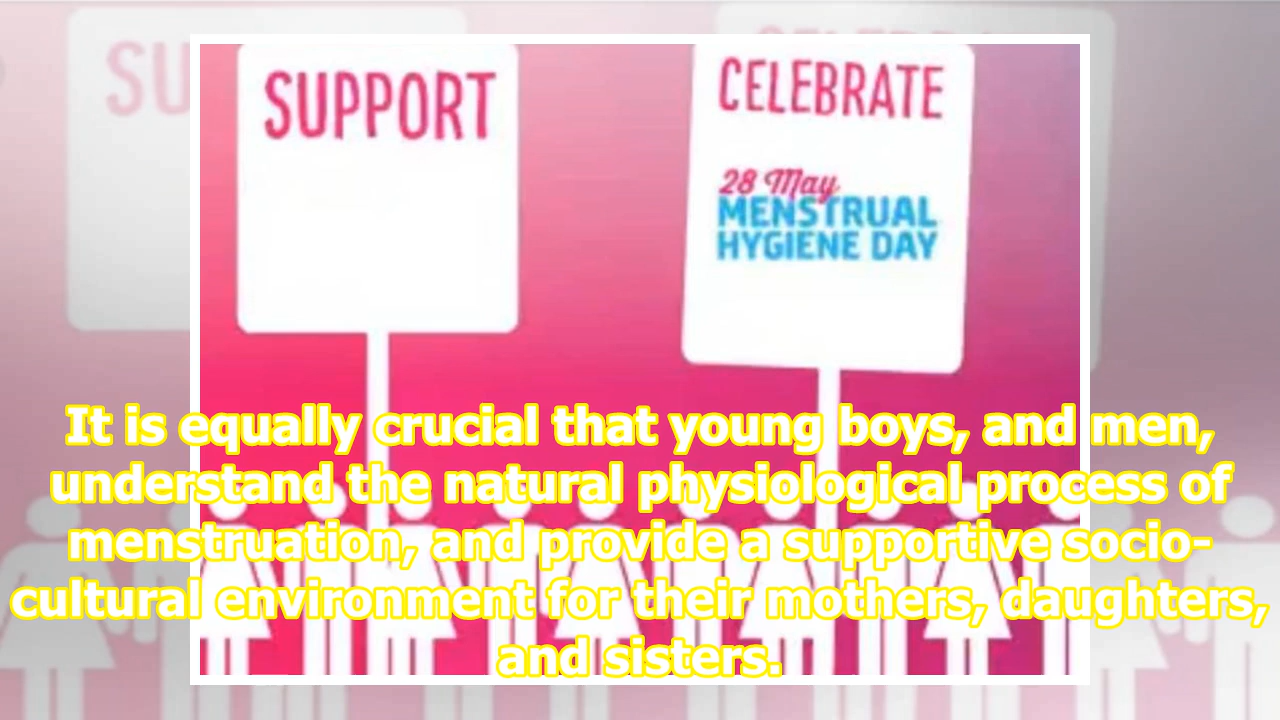 SUPPORT
CELEBRATE
28 May
MENSTRUAL
HYGIENE DAY
It is equally crucial that young boys, and men,
understand the natural physiological process of
menstruation, and provide a supportive socio-
cultural environment for their mothers, daughters,
and sisters.